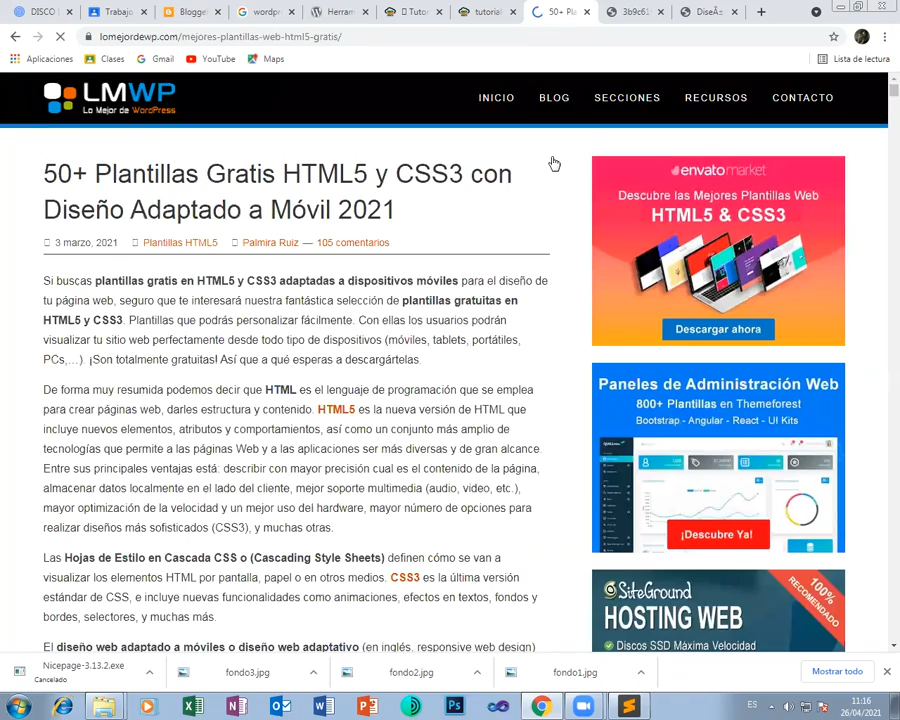 DISCO
Trabajo
Blogge
wordp
Herram
Tuto
tutorial
50+ Pla
3b9c61
DiseÃ±
lomejordewp.com/mejores-plantillas-web-html5-gratis/
Aplicaciones
Clases
Gmail
YouTube
Maps
Lista de lectura
LMWP
Lo Mejor de WordPress
INICIO
BLOG
SECCIONES
RECURSOS
CONTACTO
50+ Plantillas Gratis HTML5 y CSS3 con
Diseño Adaptado a Móvil 2021
3 marzo, 2021
Plantillas HTML5
Palmira Ruiz — 105 comentarios
Si buscas plantillas gratis en HTML5 y CSS3 adaptadas a dispositivos móviles para el diseño de
tu página web, seguro que te interesará nuestra fantástica selección de plantillas gratuitas en
HTML5 y CSS3. Plantillas que podrás personalizar fácilmente. Con ellas los usuarios podrán
visualizar tu sitio web perfectamente desde todo tipo de dispositivos (móviles, tablets, portátiles,
PCs,…). ¡Son totalmente gratuitas! Así que a qué esperas a descargártelas.
De forma muy resumida podemos decir que HTML es el lenguaje de programación que se emplea
para crear páginas web, darles estructura y contenido. HTML5 es la nueva versión de HTML que
incluye nuevos elementos, atributos y comportamientos, así como un conjunto más amplio de
tecnologías que permite a las páginas Web y a las aplicaciones ser más diversas y de gran alcance.
Entre sus principales ventajas está: describir con mayor precisión cual es el contenido de la página,
almacenar datos localmente en el lado del cliente, mejor soporte multimedia (audio, video, etc.),
mayor optimización de la velocidad y un mejor uso del hardware, mayor número de opciones para
realizar diseños más sofisticados (CSS3), y muchas otras.
Las Hojas de Estilo en Cascada CSS o (Cascading Style Sheets) definen cómo se van a
visualizar los elementos HTML por pantalla, papel o en otros medios. CSS3 es la última versión
estándar de CSS, e incluye nuevas funcionalidades como animaciones, efectos en textos, fondos y
bordes, selectores, y muchas más.
El diseño web adaptado a móviles o diseño web adaptativo (en inglés, responsive web design)
envatomarket
Descubre las Mejores Plantillas Web
HTML5 & CSS3
Descargar ahora
Paneles de Administración Web
800+ Plantillas en Themeforest
Bootstrap - Angular - React - UI Kits
¡Descubre Ya!
SiteGround
HOSTING WEB
Discos SSD Máxima Velocidad
100%
RECOMENDADO
Nicepage-3.13.2.exe
Cancelado
fondo3.jpg
fondo2.jpg
fondo1.jpg
Mostrar todo
ES
11:16
26/04/2021